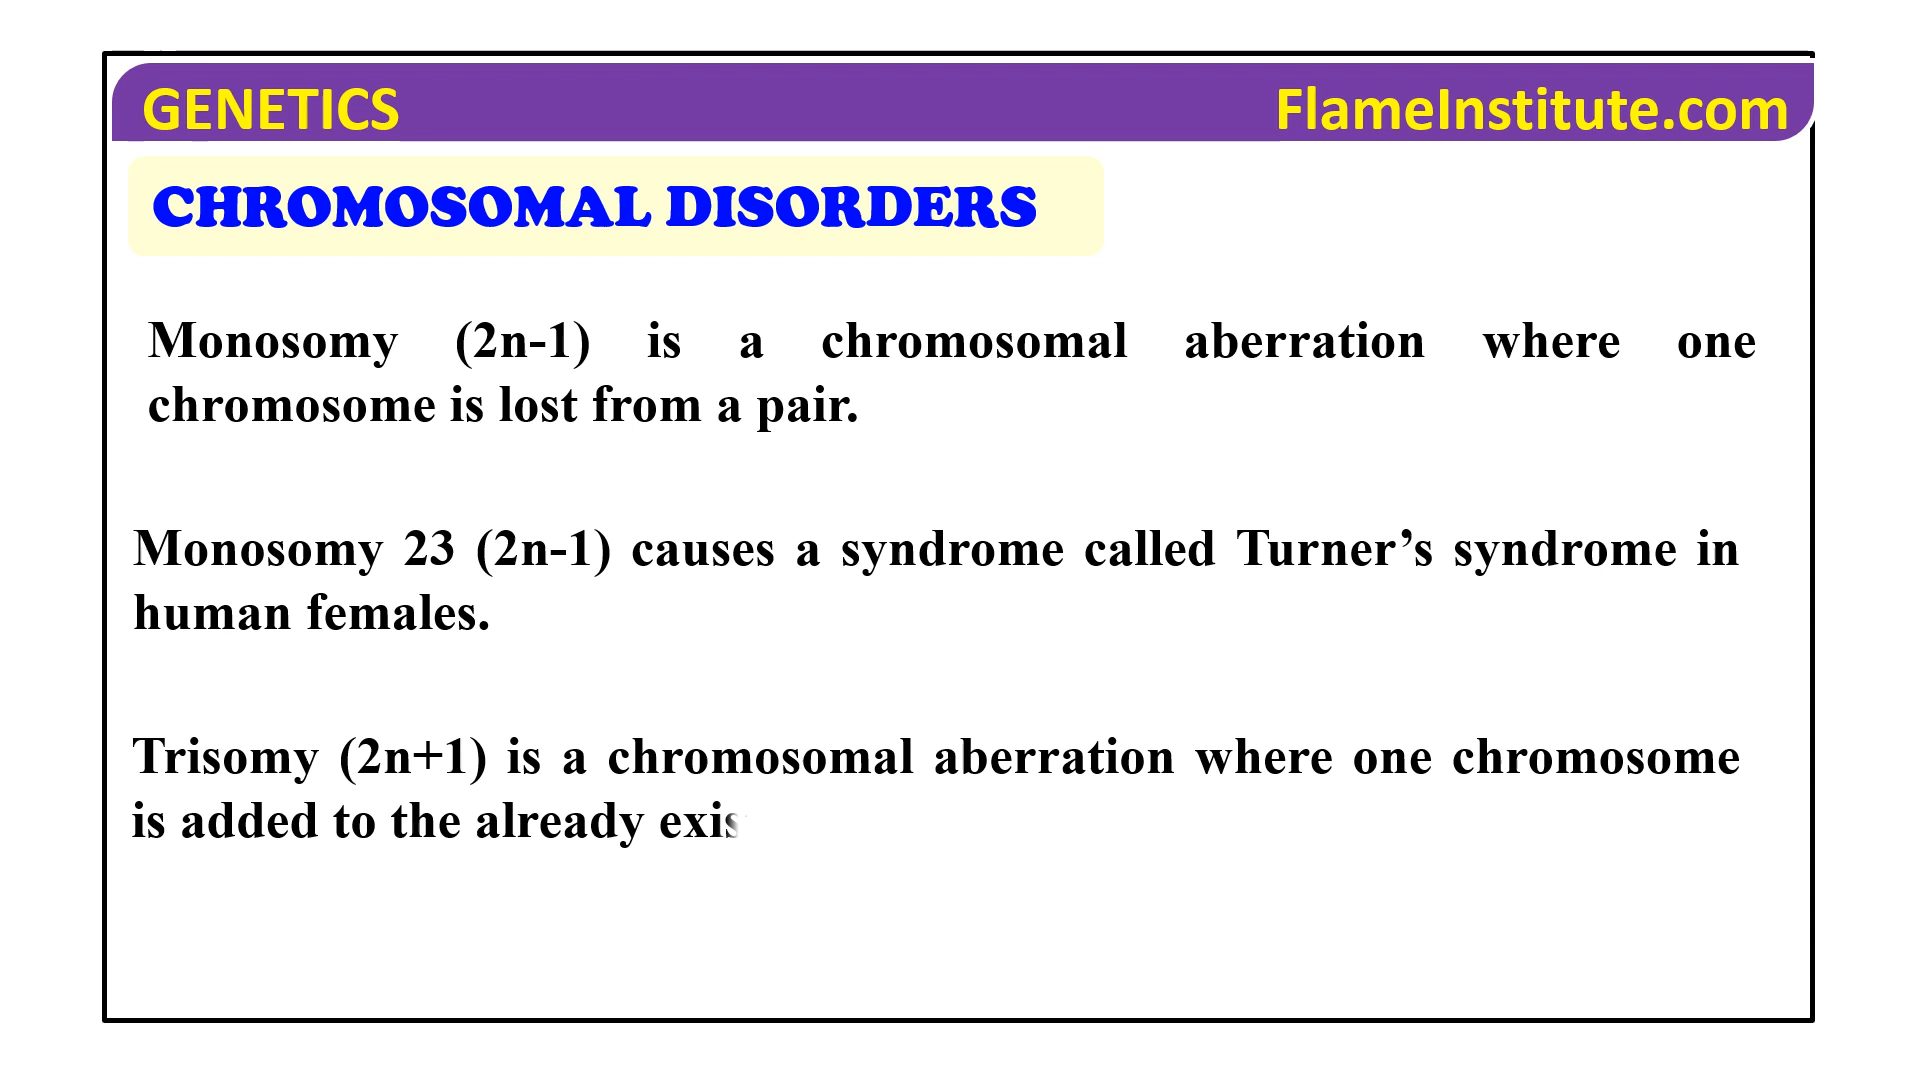 GENETICS FlameInstitute.com
CHROMOSOMAL DISORDERS
Monosomy (2n-1) is a chromosomal aberration where one
chromosome is lost from a pair.
Monosomy 23 (2n-1) causes a syndrome called Turner’s syndrome in
human females.
Trisomy (2n+1) is a chromosomal aberration where one chromosome
is added to the already exis